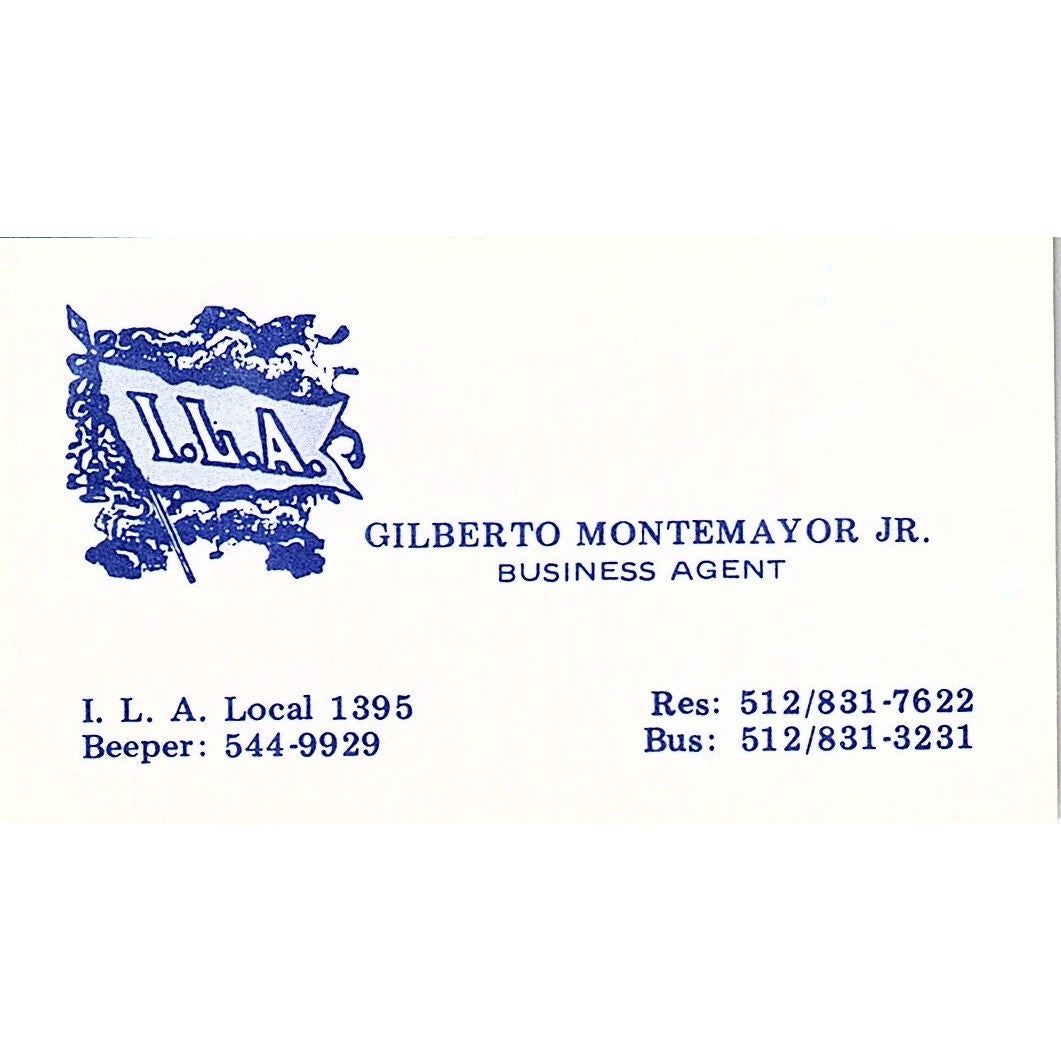 I.L.A.
GILBERTO MONTEMAYOR JR.
BUSINESS AGENT
I. L. A. Local 1395
Beeper: 544-9929
Res: 512/831-7622
Bus: 512/831-3231